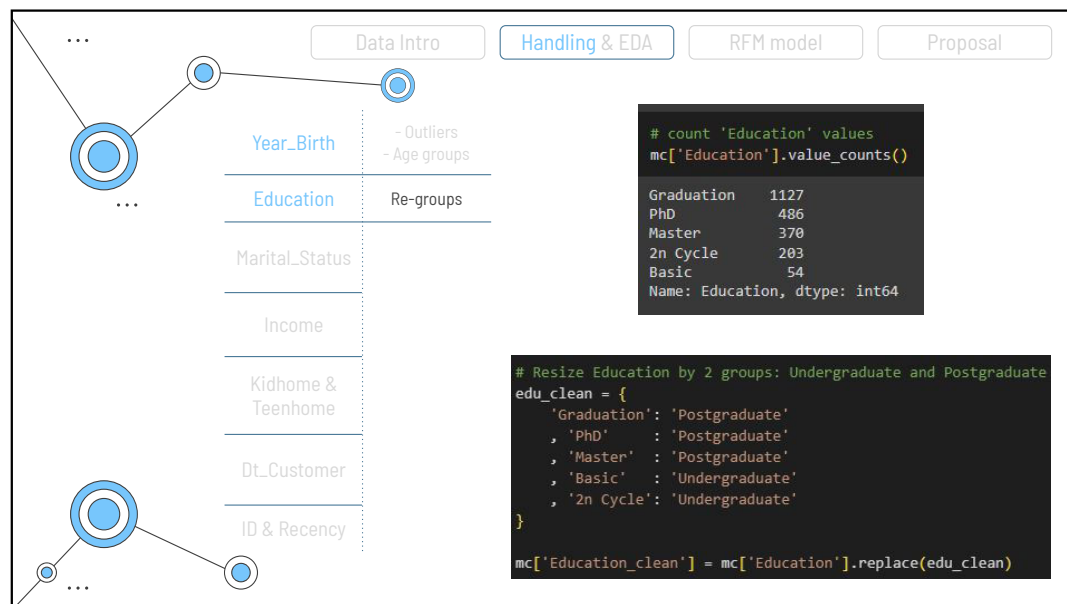 ...
Data Intro
Handling & EDA
RFM model
Proposal
Year_Birth
- Outliers
- Age groups
...
Education
Re-groups
Marital_Status
Income
Kidhome &
Teenhome
Dt_Customer
ID & Recency
...
# count 'Education' values
mc['Education'].value_counts()
Graduation    1127
PhD            486
Master         370
2n Cycle       203
Basic           54
Name: Education, dtype: int64
# Resize Education by 2 groups: Undergraduate and Postgraduate
edu_clean = {
    'Graduation': 'Postgraduate'
    , 'PhD'     : 'Postgraduate'
    , 'Master'  : 'Postgraduate'
    , 'Basic'   : 'Undergraduate'
    , '2n Cycle': 'Undergraduate'
}
mc['Education_clean'] = mc['Education'].replace(edu_clean)